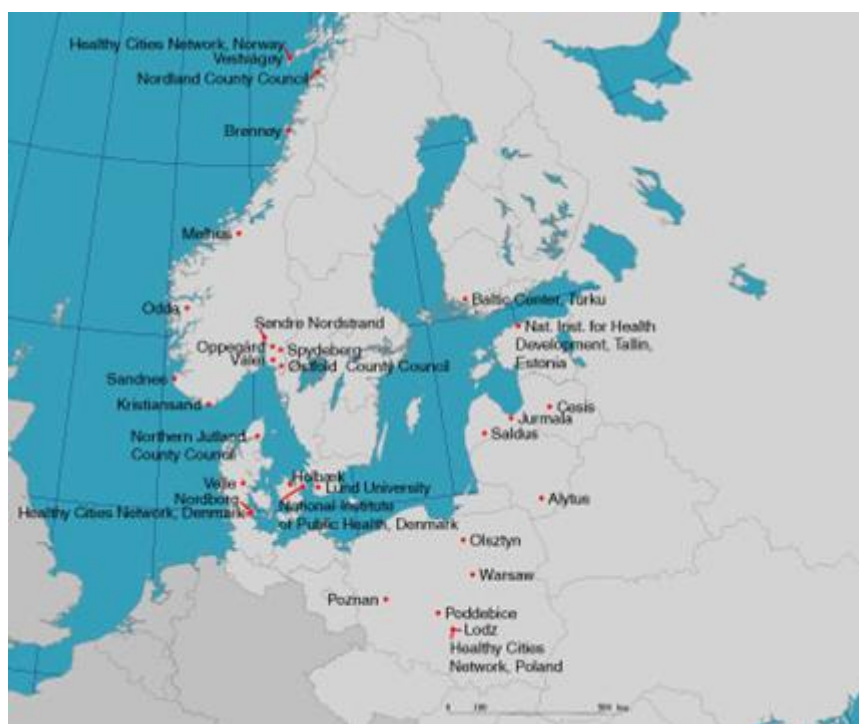 Healthy Cities Network, Norway
Vestvågøy
Nordland County Council
Brønnøy
Melhus
Odda
Baltic Center, Turku
Søndre Nordstrand
Nat. Inst. for Health
Development, Tallin,
Estonia
Oppegård
Spydeberg
Våler
Østfold County Council
Sandnes
Kristiansand
Cesis
Jurmala
Saldus
Northern Jutland
County Council
Holbæk
Vejle
Lund University
Nordborg
Alytus
National Institute
of Public Health, Denmark
Healthy Cities Network, Denmark
Olsztyn
Warsaw
Poznan
Poddebice
Lodz
Healthy Cities
Network, Poland